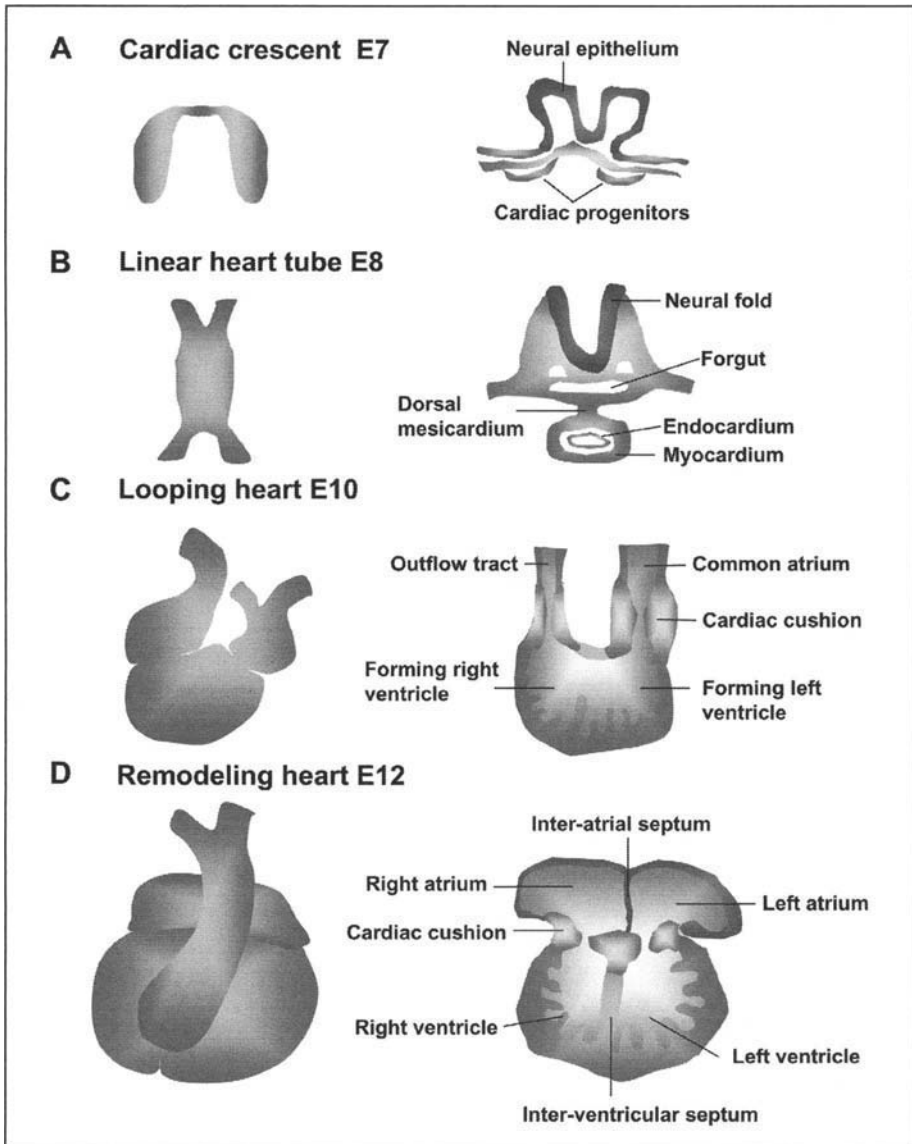 A Cardiac crescent E7
Neural epithelium
Cardiac progenitors
B Linear heart tube E8
Neural fold
Forgut
Dorsal
mesicardium
Endocardium
Myocardium
C Looping heart E10
Outflow tract
Common atrium
Cardiac cushion
Forming right
ventricle
Forming left
ventricle
D Remodeling heart E12
Inter-atrial septum
Right atrium
Left atrium
Cardiac cushion
Right ventricle
Left ventricle
Inter-ventricular septum